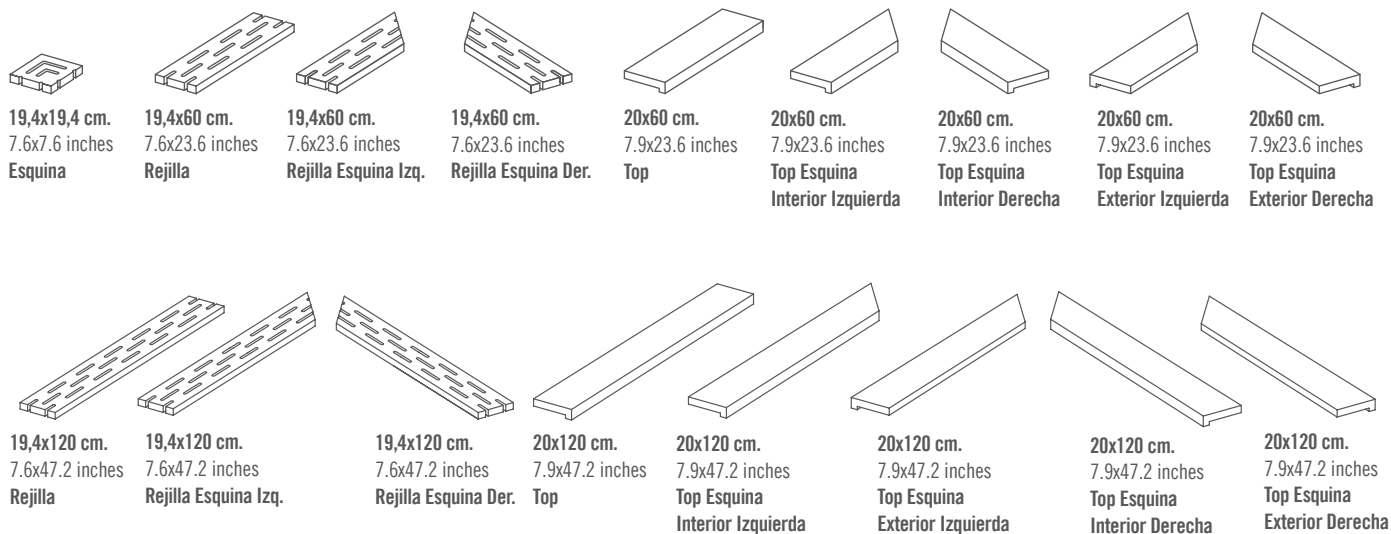 19,4x19,4 cm.
7.6x7.6 inches
Esquina
19,4x60 cm.
7.6x23.6 inches
Rejilla
19,4x60 cm.
7.6x23.6 inches
Rejilla Esquina Izq.
19,4x60 cm.
7.6x23.6 inches
Rejilla Esquina Der.
20x60 cm.
7.9x23.6 inches
Top
20x60 cm.
7.9x23.6 inches
Top Esquina
Interior Izquierda
20x60 cm.
7.9x23.6 inches
Top Esquina
Interior Derecha
20x60 cm.
7.9x23.6 inches
Top Esquina
Exterior Izquierda
20x60 cm.
7.9x23.6 inches
Top Esquina
Exterior Derecha
19,4x120 cm.
7.6x47.2 inches
Rejilla
19,4x120 cm.
7.6x47.2 inches
Rejilla Esquina Izq.
19,4x120 cm.
7.6x47.2 inches
Rejilla Esquina Der.
20x120 cm.
7.9x47.2 inches
Top
20x120 cm.
7.9x47.2 inches
Top Esquina
Interior Izquierda
20x120 cm.
7.9x47.2 inches
Top Esquina
Exterior Izquierda
20x120 cm.
7.9x47.2 inches
Top Esquina
Interior Derecha
20x120 cm.
7.9x47.2 inches
Top Esquina
Exterior Derecha